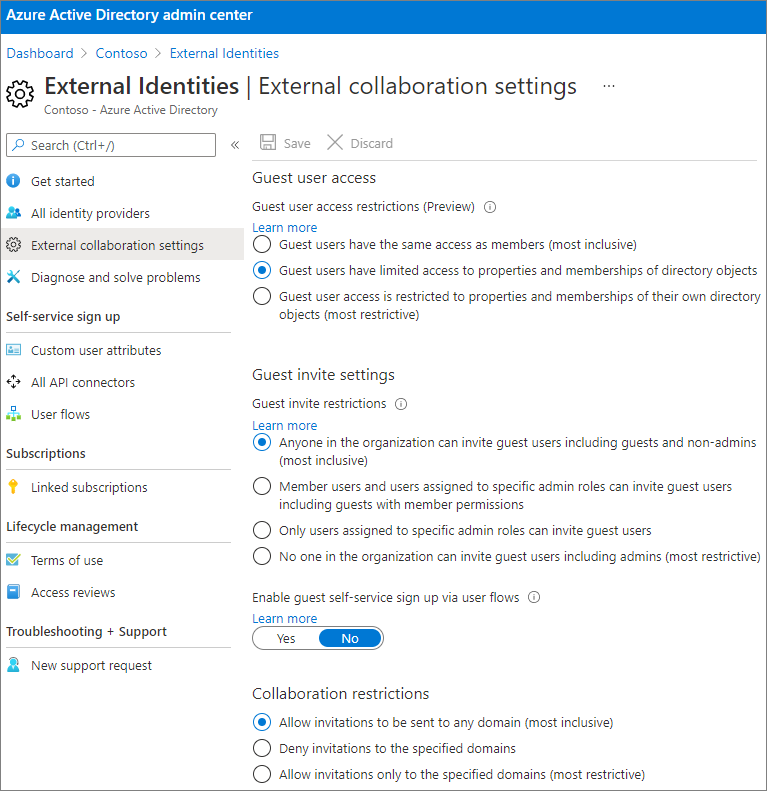 Azure Active Directory admin center
Dashboard > Contoso > External Identities
External Identities | External collaboration settings ...
Contoso - Azure Active Directory
Search (Ctrl+/) «
Get started
All identity providers
External collaboration settings
Diagnose and solve problems
Self-service sign up
Custom user attributes
All API connectors
User flows
Subscriptions
Linked subscriptions
Lifecycle management
Terms of use
Access reviews
Troubleshooting + Support
New support request
Save Discard
Guest user access
Guest user access restrictions (Preview)
Learn more
Guest users have the same access as members (most inclusive)
Guest users have limited access to properties and memberships of directory objects
Guest user access is restricted to properties and memberships of their own directory
objects (most restrictive)
Guest invite settings
Guest invite restrictions
Learn more
Anyone in the organization can invite guest users including guests and non-admins
(most inclusive)
Member users and users assigned to specific admin roles can invite guest users
including guests with member permissions
Only users assigned to specific admin roles can invite guest users
No one in the organization can invite guest users including admins (most restrictive)
Enable guest self-service sign up via user flows
Learn more
Yes No
Collaboration restrictions
Allow invitations to be sent to any domain (most inclusive)
Deny invitations to the specified domains
Allow invitations only to the specified domains (most restrictive)